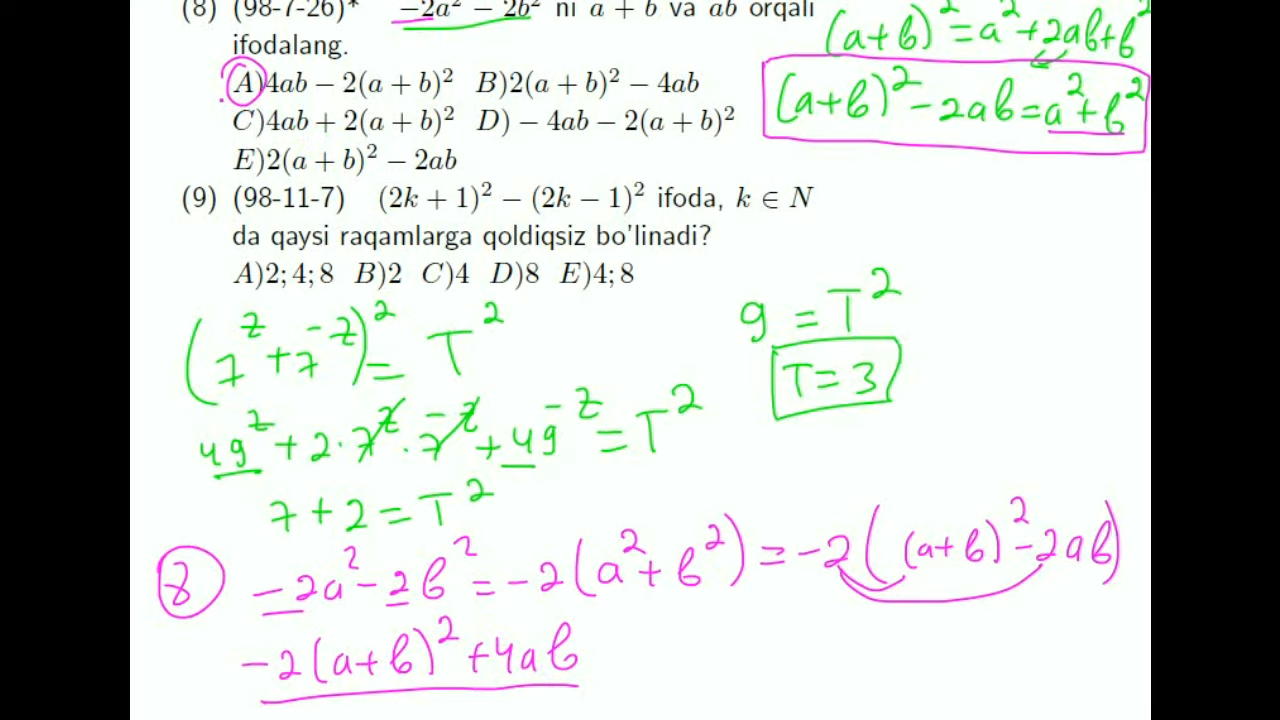 (8) (98-7-26)* −2a² − 2b² ni a + b va ab orqali
ifodalang.
A)4ab − 2(a + b)² B)2(a + b)² − 4ab
C)4ab + 2(a + b)² D) − 4ab − 2(a + b)²
E)2(a + b)² − 2ab
(a+b)²=a²+2ab+b²
(a+b)²−2ab=a²+b²
(9) (98-11-7) (2k + 1)² − (2k − 1)² ifoda, k ∈ N
da qaysi raqamlarga qoldiqsiz bo'linadi?
A)2; 4; 8 B)2 C)4 D)8 E)4; 8
(7^z+7^−z)²= T²
49^z+2·7^z·7^−z+49^−z=T²
7+2=T²
9=T²
T=3
8 −2a²−2b²=−2(a²+b²)=−2((a+b)²−2ab)
−2(a+b)²+4ab